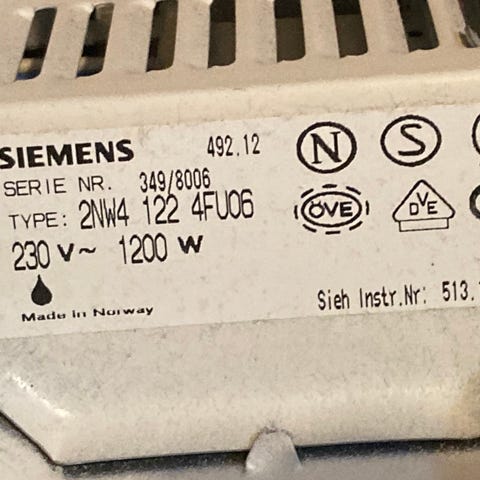 SIEMENS 492.12
SERIE NR. 349/8006
TYPE: 2NW4 122 4FU06
230 V~ 1200 W
Made in Norway
N S
ÖVE DVE
Sieh Instr.Nr: 513.